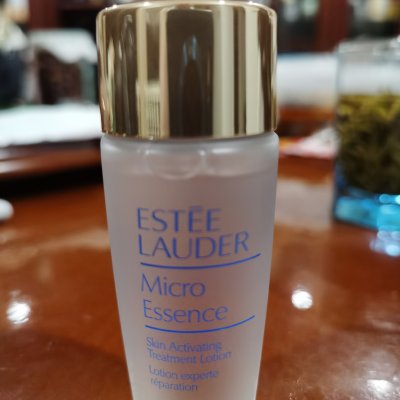 ESTĒE
LAUDER
Micro
Essence
Skin Activating
Treatment Lotion
Lotion experte
réparation